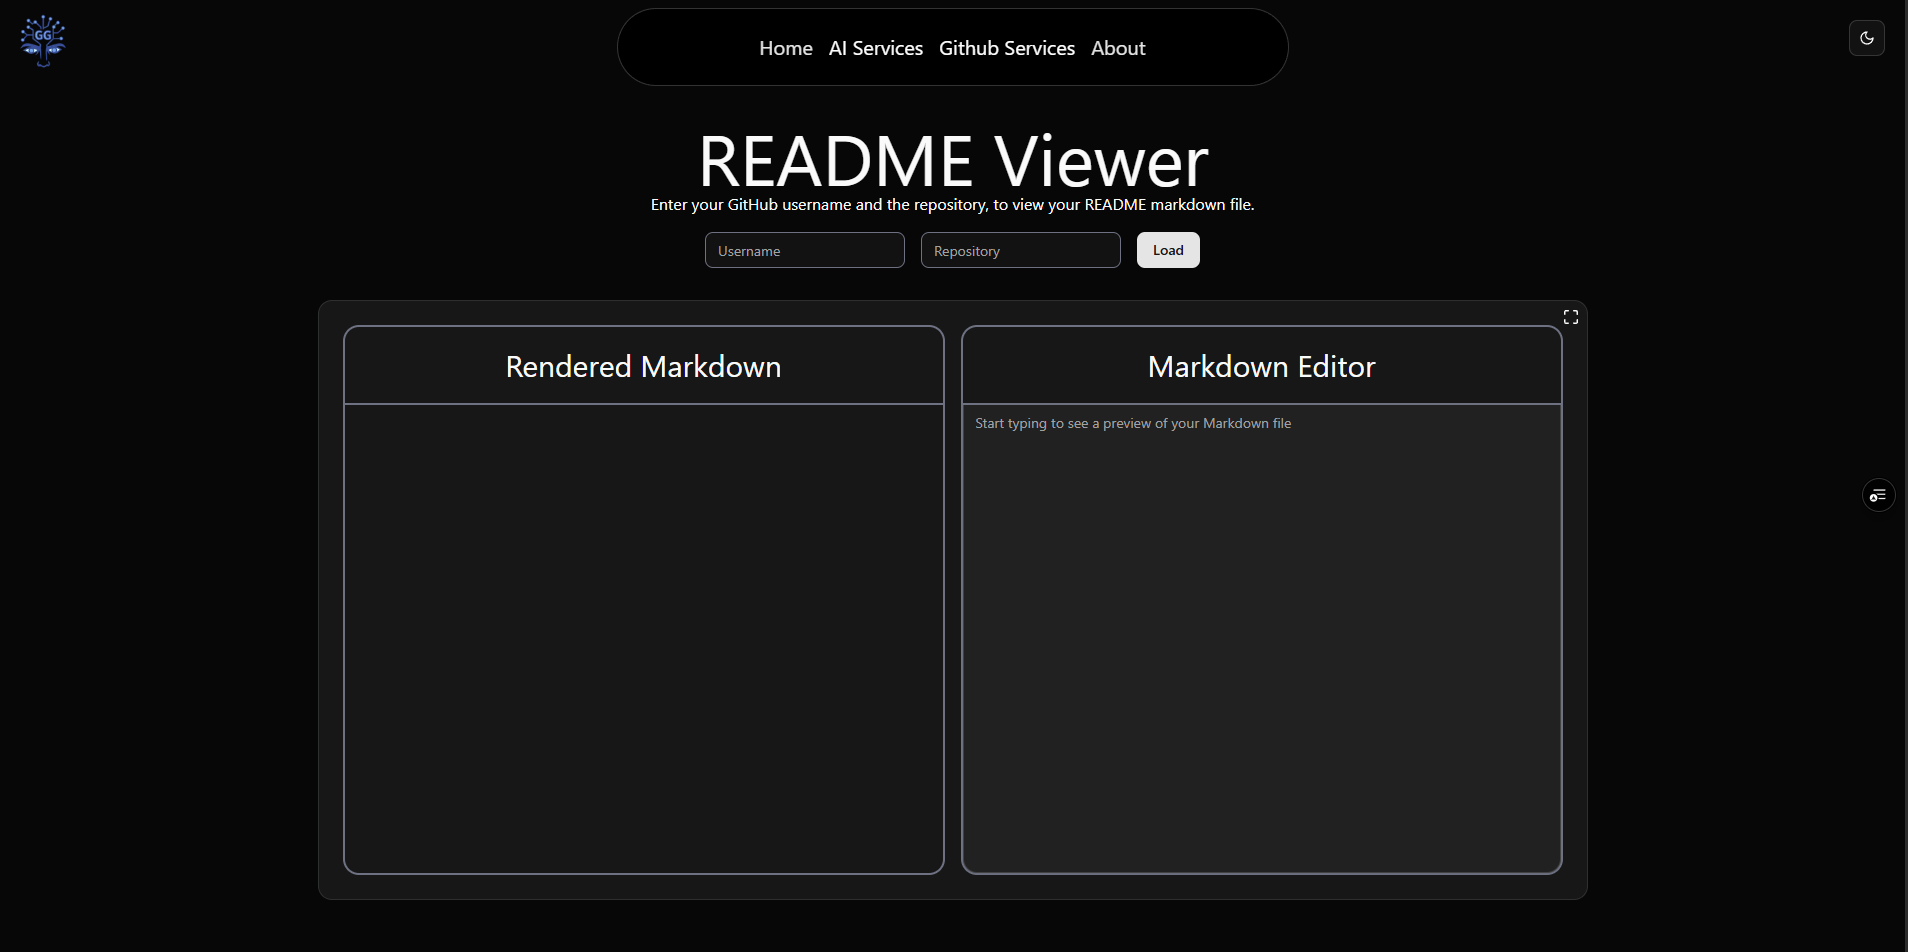 GG
Home AI Services Github Services About
README Viewer
Enter your GitHub username and the repository, to view your README markdown file.
Username Repository Load
Rendered Markdown Markdown Editor
Start typing to see a preview of your Markdown file